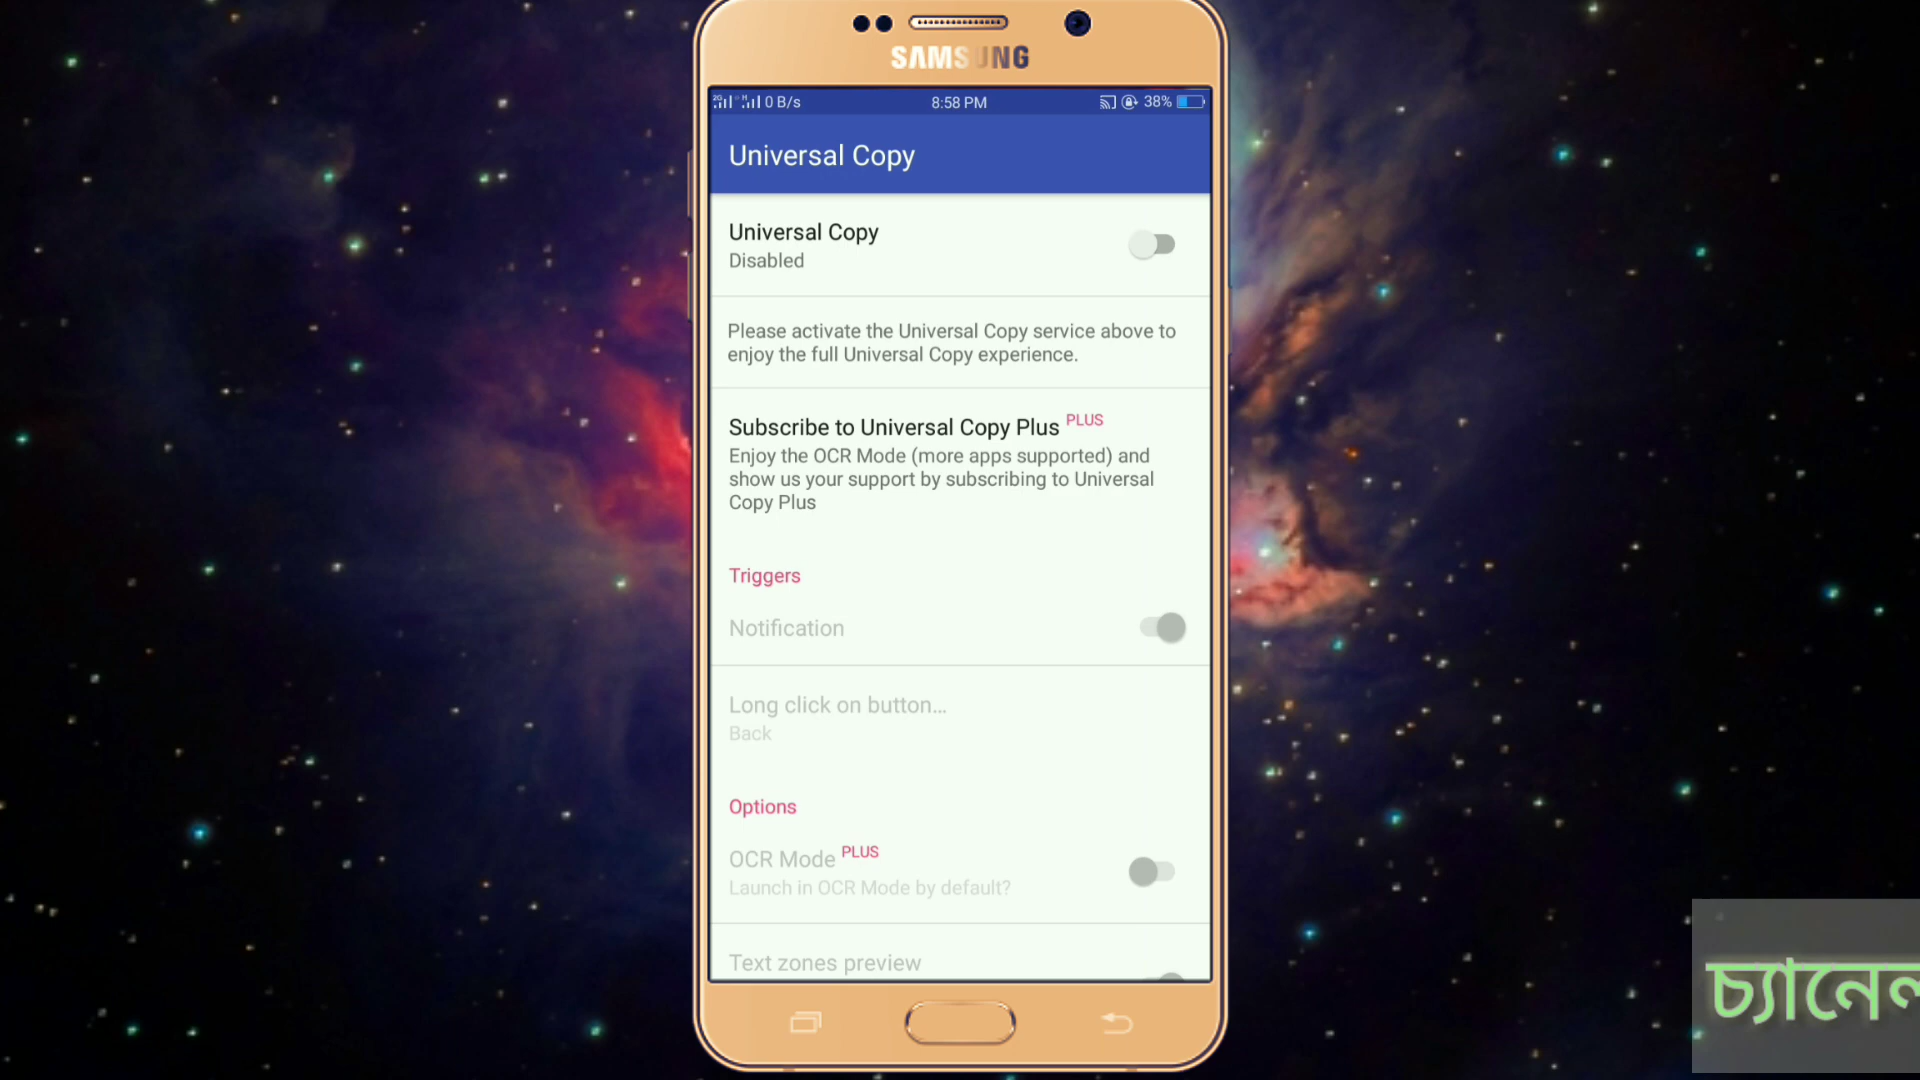 SAMSUNG
2G H 0 B/s 8:58 PM 38%
Universal Copy
Universal Copy
Disabled
Please activate the Universal Copy service above to
enjoy the full Universal Copy experience.
Subscribe to Universal Copy Plus PLUS
Enjoy the OCR Mode (more apps supported) and
show us your support by subscribing to Universal
Copy Plus
Triggers
Notification
Long click on button...
Back
Options
OCR Mode PLUS
Launch in OCR Mode by default?
Text zones preview
চ্যানেল